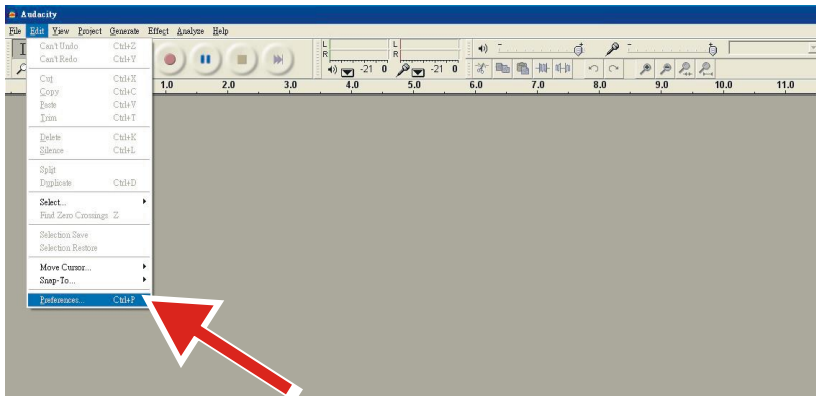 Audacity
File Edit View Project Generate Effect Analyze Help
Can't Undo Ctrl+Z
Can't Redo Ctrl+Y
Cut Ctrl+X
Copy Ctrl+C
Paste Ctrl+V
Trim Ctrl+T
Delete Ctrl+K
Silence Ctrl+L
Split
Duplicate Ctrl+D
Select...
Find Zero Crossings Z
Selection Save
Selection Restore
Move Cursor...
Snap-To...
Preferences... Ctrl+P
L L
R R
-21 0 -21 0
1.0 2.0 3.0 4.0 5.0 6.0 7.0 8.0 9.0 10.0 11.0